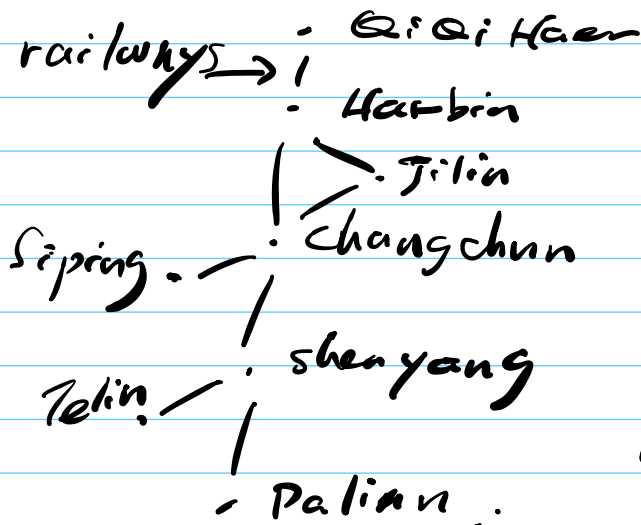 QiQi Haer
railways
Harbin
Jilin
Changchun
Siping
shenyang
Telin
Dalian